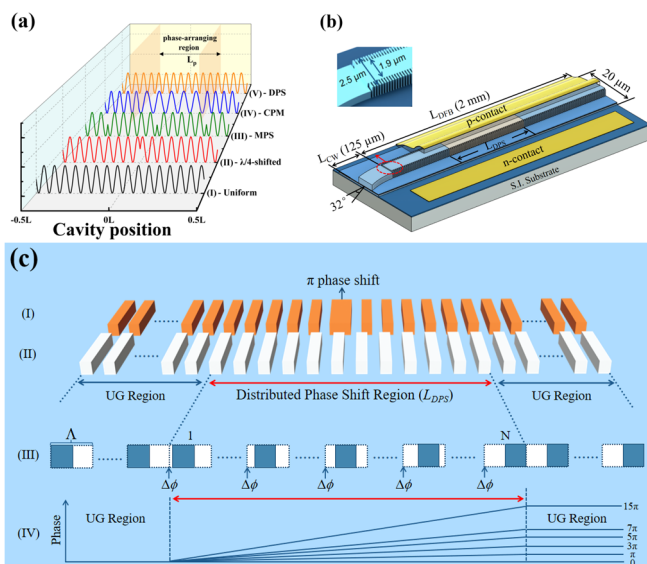 (a)
phase-arranging
region
Lp
(V) - DPS
(IV) - CPM
(III) - MPS
(II) - λ/4-shifted
(I) - Uniform
-0.5L
0L
0.5L
Cavity position
(b)
2.5 μm
1.9 μm
20 μm
LDFB (2 mm)
p-contact
LCW (125 μm)
LDPS
n-contact
32°
S.I. Substrate
(c)
π phase shift
(I)
(II)
UG Region
Distributed Phase Shift Region (LDPS)
UG Region
Λ
1
N
(III)
Δϕ
Δϕ
Δϕ
Δϕ
Δϕ
(IV)
Phase
UG Region
UG Region
15π
7π
5π
3π
π
0